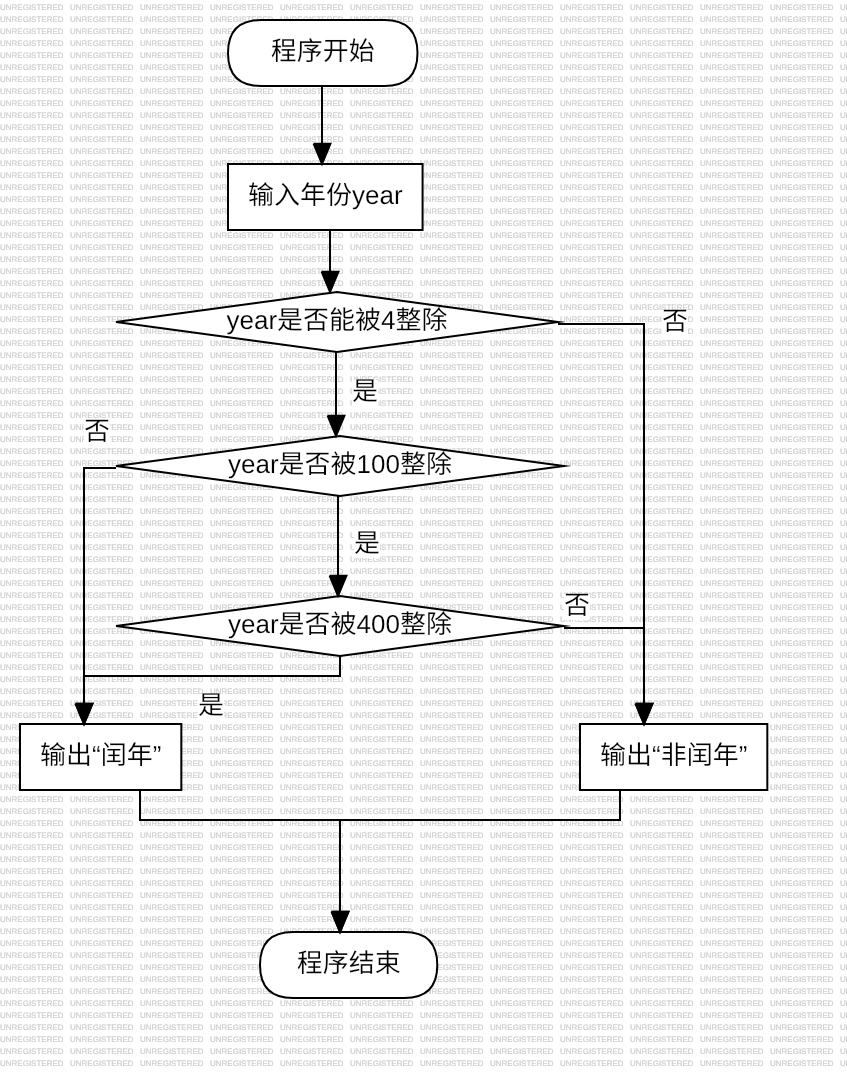 程序开始
输入年份year
year是否能被4整除
否
是
否
year是否被100整除
是
否
year是否被400整除
是
输出“闰年”
输出“非闰年”
程序结束
UNREGISTERED